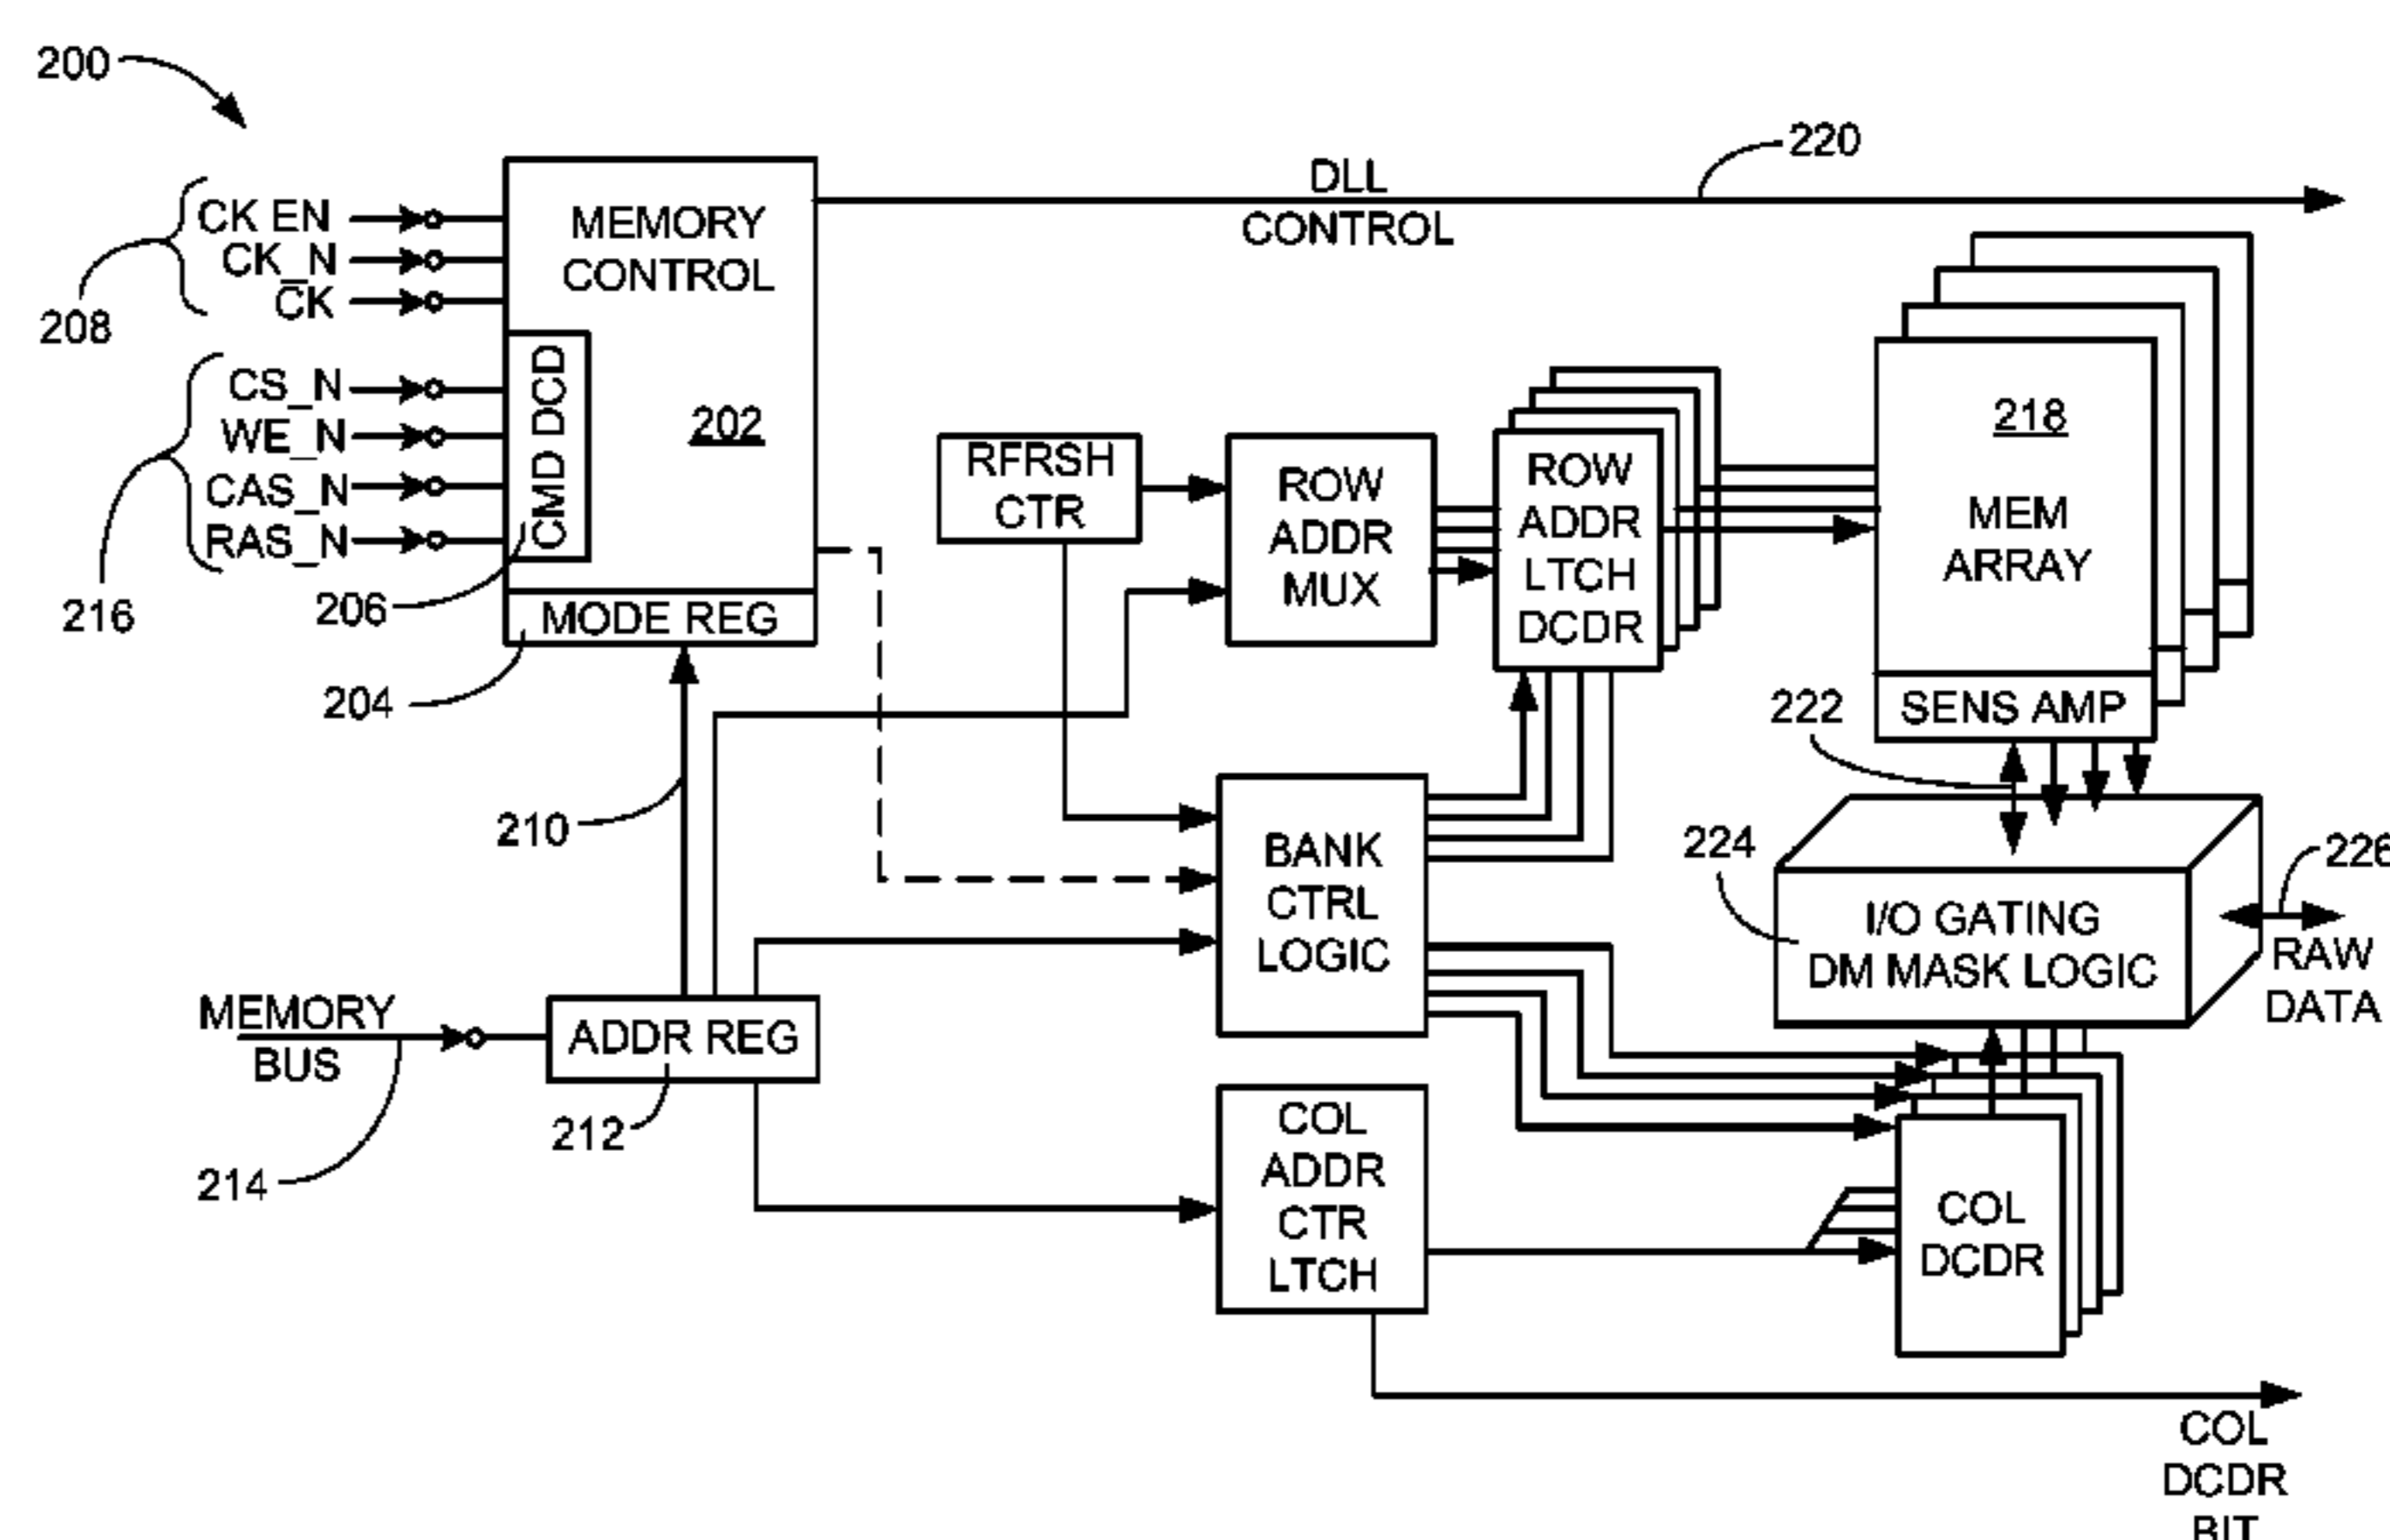 200
220
DLL
CONTROL
CK EN
CK_N
CK
208
MEMORY
CONTROL
202
CMD DCD
CS_N
WE_N
CAS_N
RAS_N
216
206
MODE REG
204
RFRSH
CTR
ROW
ADDR
MUX
ROW
ADDR
LTCH
DCDR
218
MEM
ARRAY
SENS AMP
222
210
BANK
CTRL
LOGIC
224
I/O GATING
DM MASK LOGIC
226
RAW
DATA
MEMORY
BUS
ADDR REG
212
214
COL
ADDR
CTR
LTCH
COL
DCDR
COL
DCDR
BIT